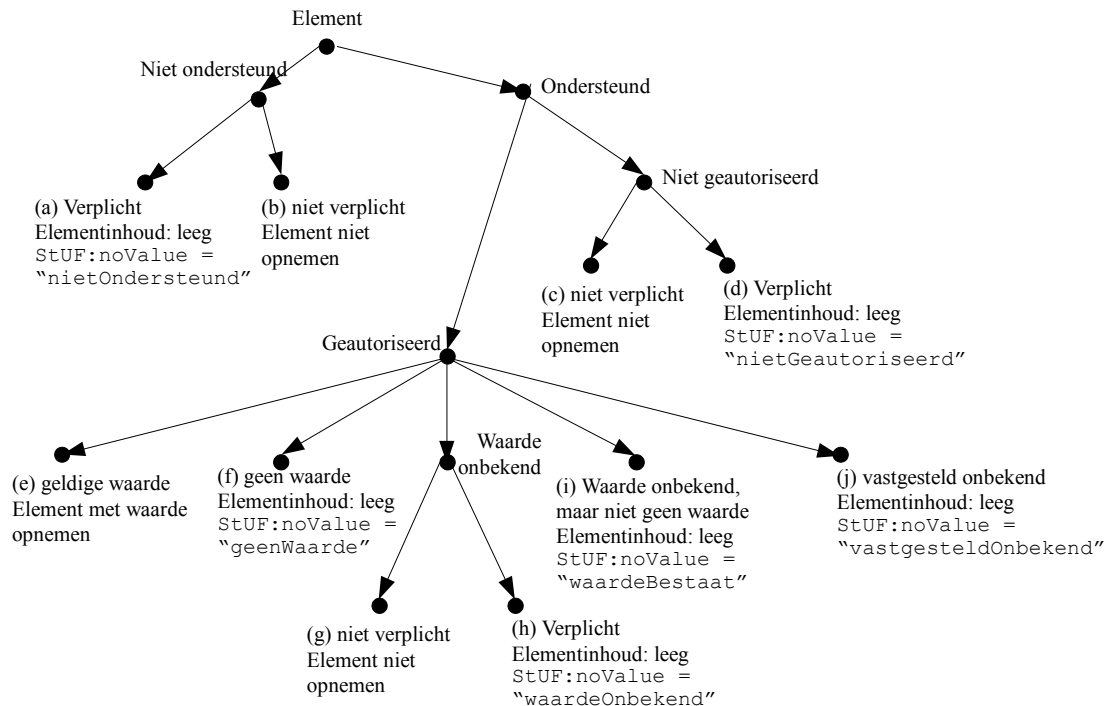 Element
Niet ondersteund
Ondersteund
Niet geautoriseerd
(a) Verplicht
Elementinhoud: leeg
StUF:noValue =
“nietOndersteund”
(b) niet verplicht
Element niet
opnemen
(c) niet verplicht
Element niet
opnemen
(d) Verplicht
Elementinhoud: leeg
StUF:noValue =
“nietGeautoriseerd”
Geautoriseerd
(e) geldige waarde
Element met waarde
opnemen
(f) geen waarde
Elementinhoud: leeg
StUF:noValue =
“geenWaarde”
Waarde
onbekend
(g) niet verplicht
Element niet
opnemen
(h) Verplicht
Elementinhoud: leeg
StUF:noValue =
“waardeOnbekend”
(i) Waarde onbekend,
maar niet geen waarde
Elementinhoud: leeg
StUF:noValue =
“waardeBestaat”
(j) vastgesteld onbekend
Elementinhoud: leeg
StUF:noValue =
“vastgesteldOnbekend”